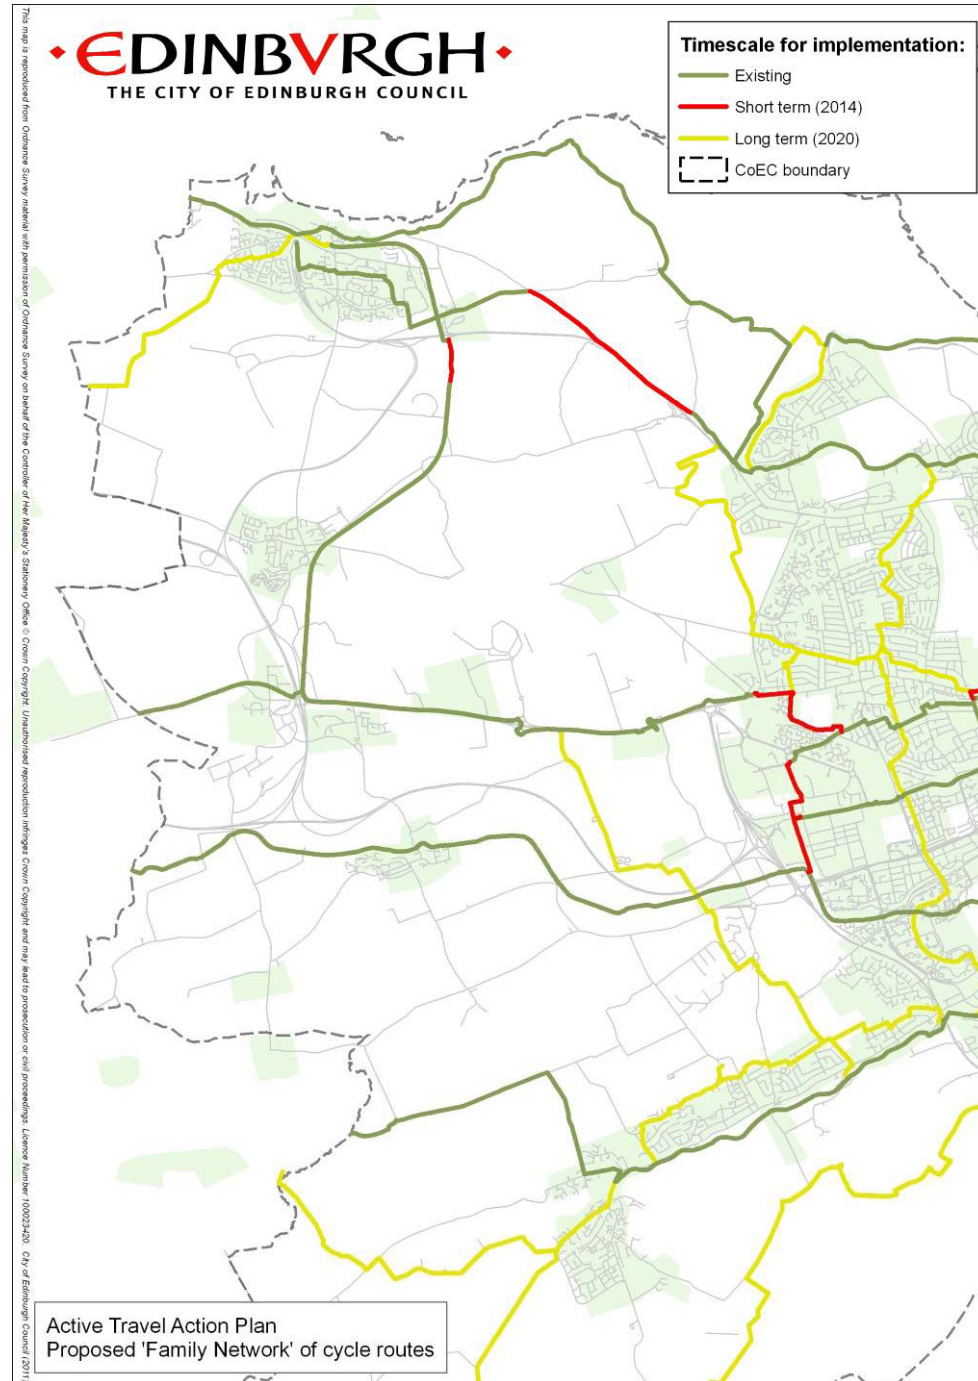 EDINBVRGH
THE CITY OF EDINBURGH COUNCIL
Timescale for implementation:
Existing
Short term (2014)
Long term (2020)
CoEC boundary
This map is reproduced from Ordnance Survey material with permission of Ordnance Survey on behalf of the Controller of Her Majesty's Stationery Office © Crown Copyright. Unauthorised reproduction infringes Crown Copyright and may lead to prosecution or civil proceedings. Licence Number 100023420. City of Edinburgh Council (2011)
Active Travel Action Plan
Proposed 'Family Network' of cycle routes